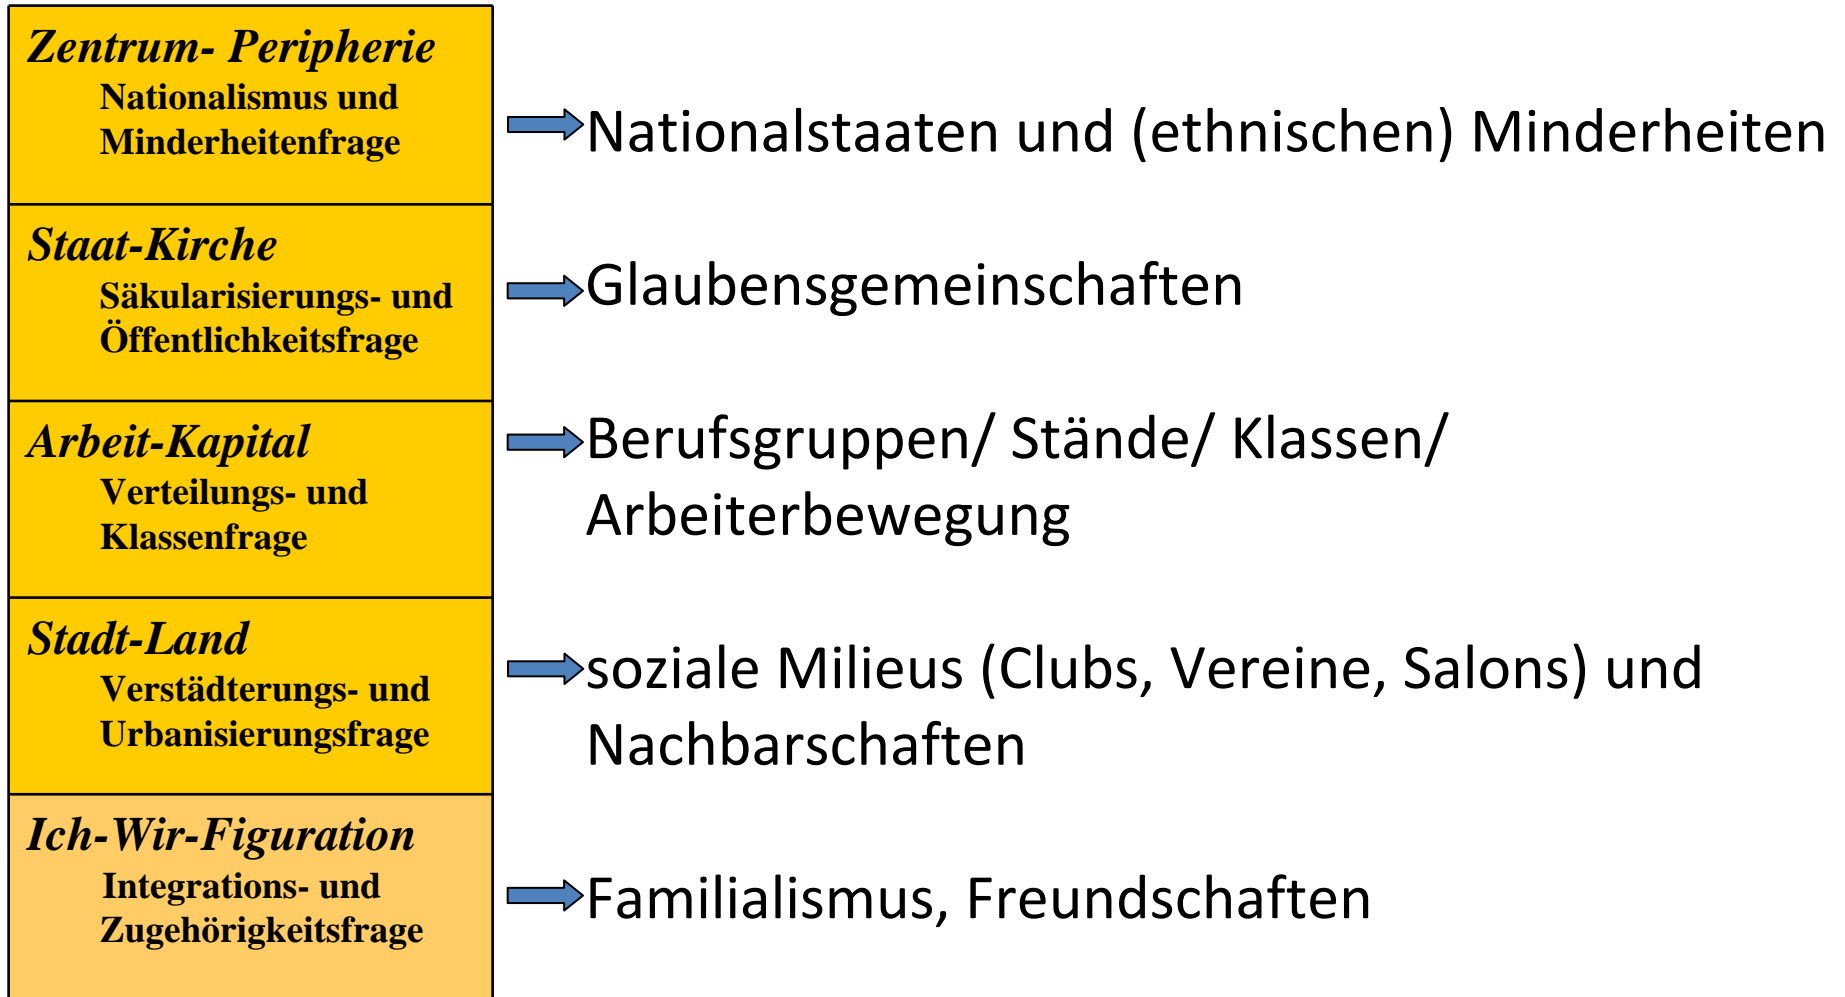 Zentrum- Peripherie
Nationalismus und
Minderheitenfrage
Nationalstaaten und (ethnischen) Minderheiten
Staat-Kirche
Säkularisierungs- und
Öffentlichkeitsfrage
Glaubensgemeinschaften
Arbeit-Kapital
Verteilungs- und
Klassenfrage
Berufsgruppen/ Stände/ Klassen/
Arbeiterbewegung
Stadt-Land
Verstädterungs- und
Urbanisierungsfrage
soziale Milieus (Clubs, Vereine, Salons) und
Nachbarschaften
Ich-Wir-Figuration
Integrations- und
Zugehörigkeitsfrage
Familialismus, Freundschaften